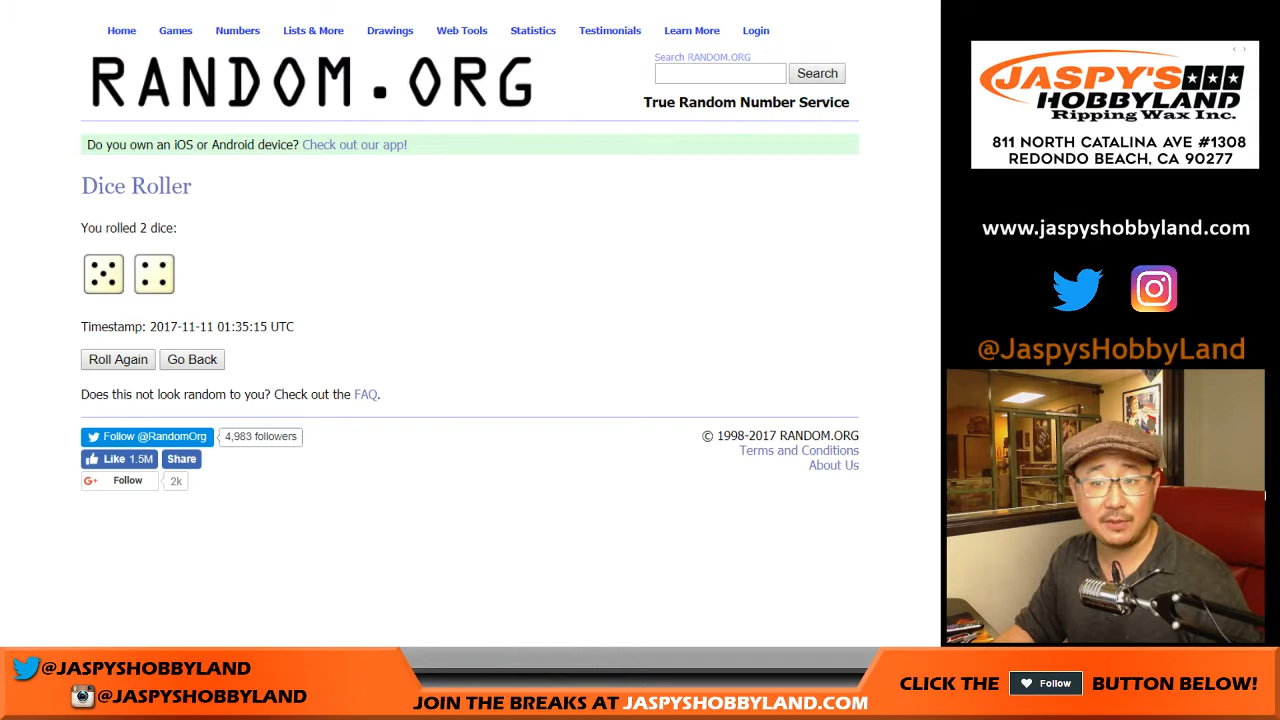 Home Games Numbers Lists & More Drawings Web Tools Statistics Testimonials Learn More Login
RANDOM.ORG
Search RANDOM.ORG
Search
True Random Number Service
Do you own an iOS or Android device? Check out our app!
Dice Roller
You rolled 2 dice:
Timestamp: 2017-11-11 01:35:15 UTC
Roll Again Go Back
Does this not look random to you? Check out the FAQ.
Follow @RandomOrg 4,983 followers
Like 1.5M Share
G+ Follow 2k
© 1998-2017 RANDOM.ORG
Terms and Conditions
About Us
JASPY'S
HOBBYLAND
Ripping Wax Inc.
811 NORTH CATALINA AVE #1308
REDONDO BEACH, CA 90277
www.jaspyshobbyland.com
@JaspysHobbyLand
@JASPYSHOBBYLAND
@JASPYSHOBBYLAND
JOIN THE BREAKS AT JASPYSHOBBYLAND.COM
CLICK THE Follow BUTTON BELOW!